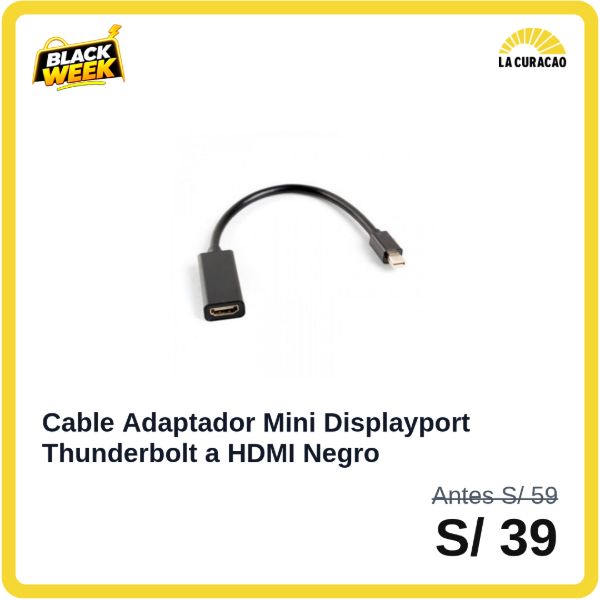 BLACK
WEEK
LA CURACAO
Cable Adaptador Mini Displayport
Thunderbolt a HDMI Negro
Antes S/ 59
S/ 39